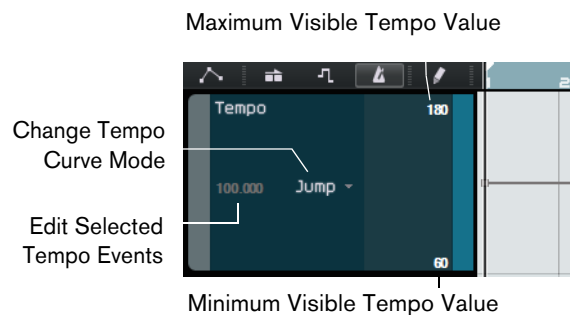 Maximum Visible Tempo Value
Tempo
180
Change Tempo
Curve Mode
100.000
Jump
Edit Selected
Tempo Events
60
Minimum Visible Tempo Value